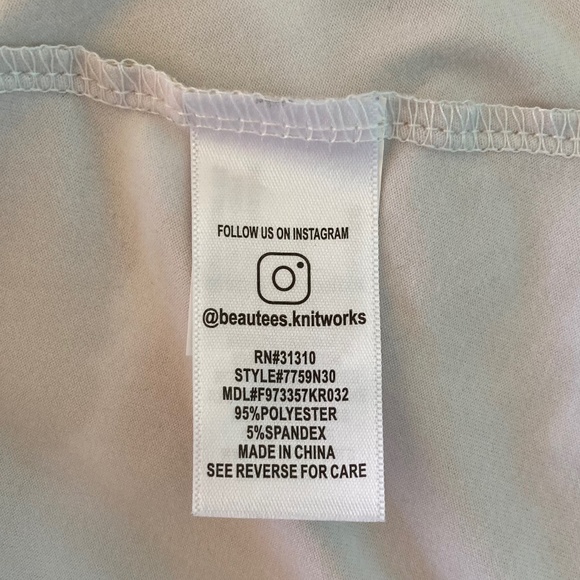 FOLLOW US ON INSTAGRAM
@beautees.knitworks
RN#31310
STYLE#7759N30
MDL#F973357KR032
95%POLYESTER
5%SPANDEX
MADE IN CHINA
SEE REVERSE FOR CARE